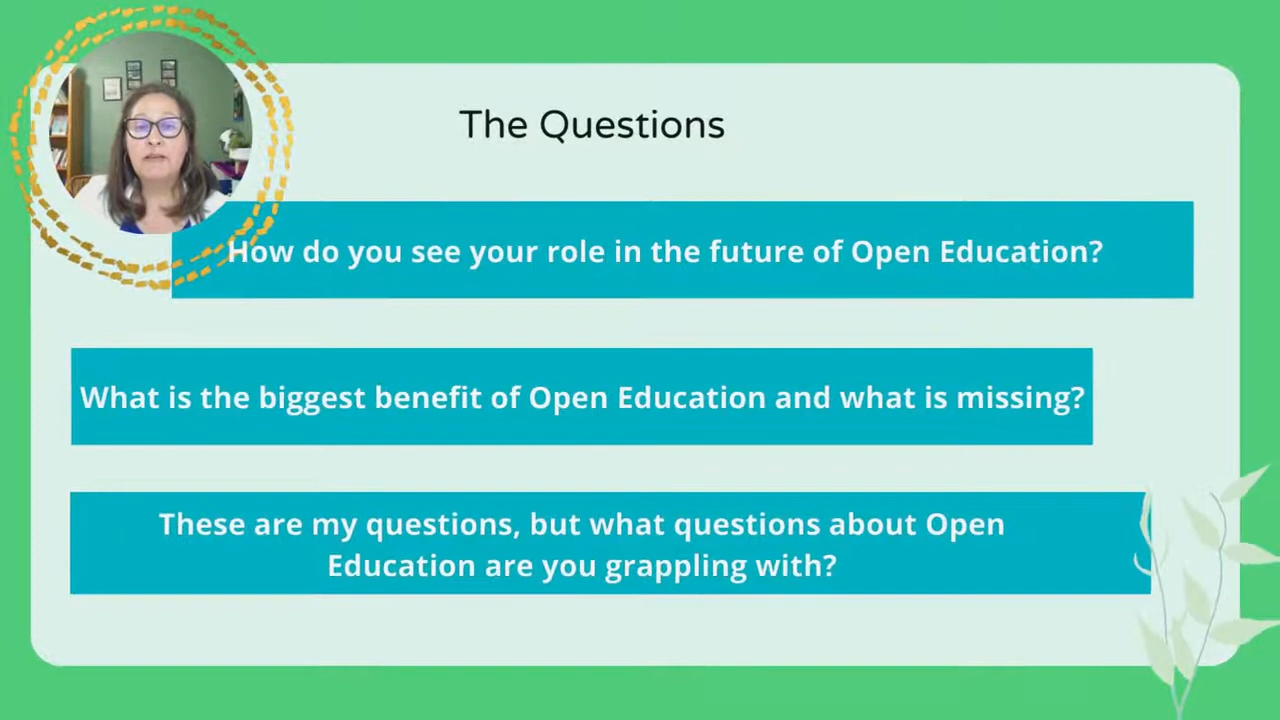 The Questions
How do you see your role in the future of Open Education?
What is the biggest benefit of Open Education and what is missing?
These are my questions, but what questions about Open
Education are you grappling with?